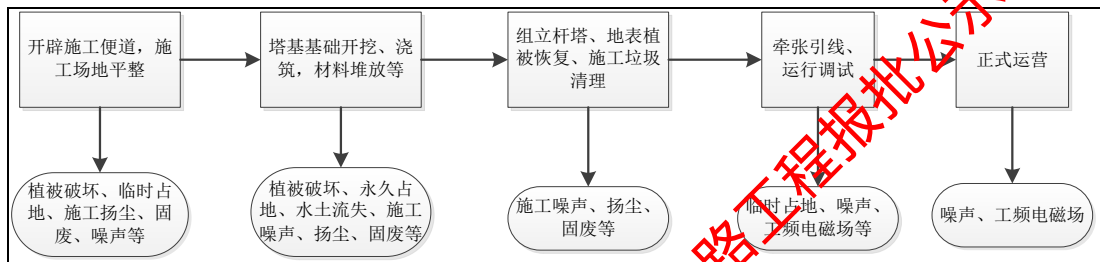 开辟施工便道，施
工场地平整
塔基基础开挖、浇
筑，材料堆放等
组立杆塔、地表植
被恢复、施工垃圾
清理
牵张引线、
运行调试
正式运营
植被破坏、临时占
地、施工扬尘、固
废、噪声等
植被破坏、永久占
地、水土流失、施工
噪声、扬尘、固废等
施工噪声、扬尘、
固废等
临时占地、噪声、
工频电磁场等
噪声、工频电磁场
路工程报批公示